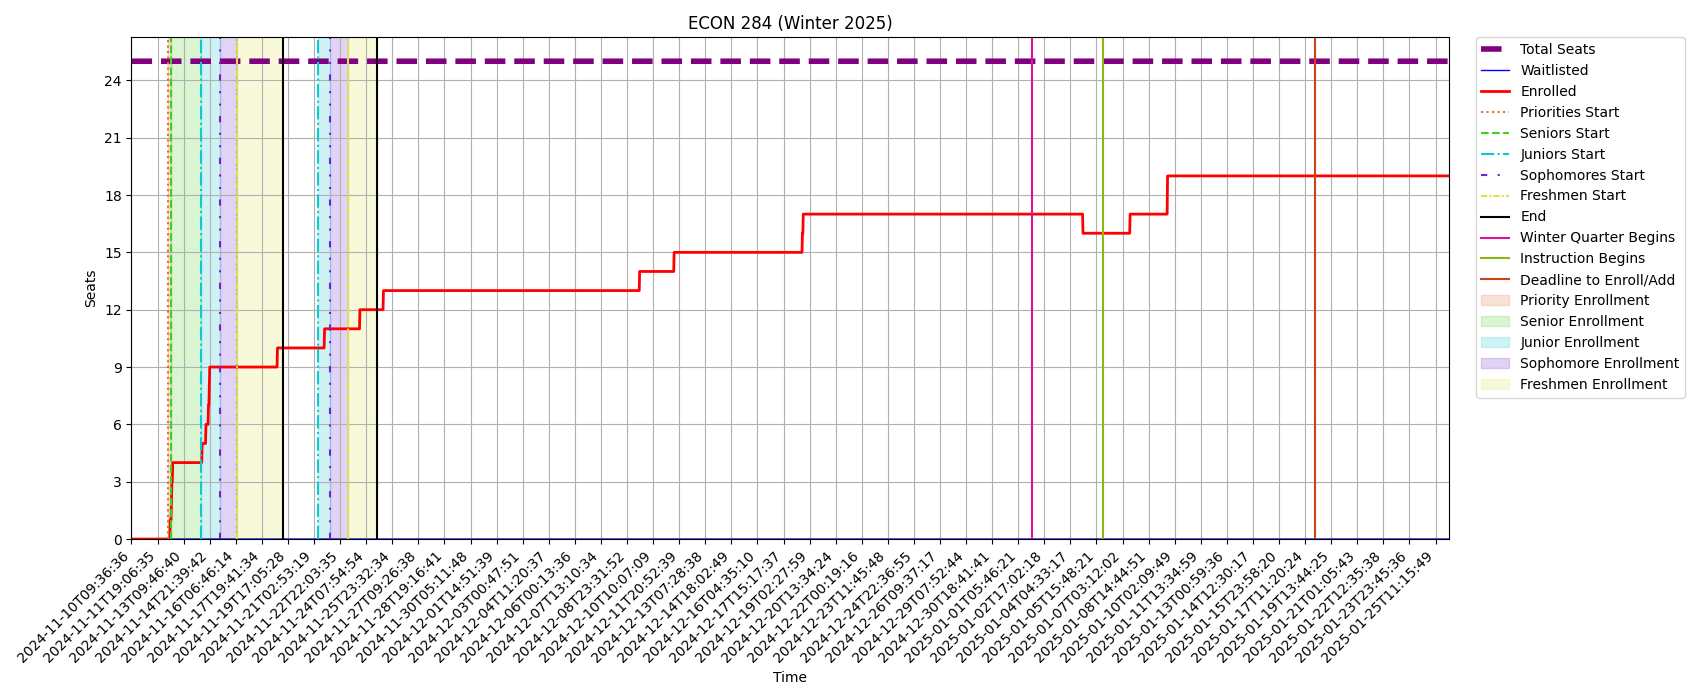 ECON 284 (Winter 2025)
Total Seats
Waitlisted
Enrolled
Priorities Start
Seniors Start
Juniors Start
Sophomores Start
Freshmen Start
End
Winter Quarter Begins
Instruction Begins
Deadline to Enroll/Add
Priority Enrollment
Senior Enrollment
Junior Enrollment
Sophomore Enrollment
Freshmen Enrollment
Seats
24
21
18
15
12
9
6
3
0
2024-11-10T09:36:36
2024-11-11T19:06:35
2024-11-13T09:46:40
2024-11-14T21:39:42
2024-11-16T06:46:14
2024-11-17T19:41:34
2024-11-19T17:05:28
2024-11-21T02:53:19
2024-11-22T22:03:35
2024-11-24T07:54:54
2024-11-25T23:32:34
2024-11-27T09:26:38
2024-11-28T19:16:41
2024-11-30T05:11:48
2024-12-01T14:51:39
2024-12-03T00:47:51
2024-12-04T11:20:37
2024-12-06T00:13:36
2024-12-07T13:10:34
2024-12-08T23:31:52
2024-12-10T10:07:09
2024-12-11T20:52:39
2024-12-13T07:28:38
2024-12-14T18:02:49
2024-12-16T04:35:10
2024-12-17T15:17:37
2024-12-19T02:27:59
2024-12-20T13:34:24
2024-12-22T00:19:16
2024-12-23T11:45:48
2024-12-24T22:36:55
2024-12-26T09:37:17
2024-12-29T07:52:44
2024-12-30T18:41:41
2025-01-01T05:46:21
2025-01-02T17:02:18
2025-01-04T04:33:17
2025-01-05T15:48:21
2025-01-07T03:12:02
2025-01-08T14:44:51
2025-01-10T02:09:49
2025-01-11T13:34:59
2025-01-13T00:59:36
2025-01-14T12:30:17
2025-01-15T23:58:20
2025-01-17T11:20:24
2025-01-19T13:44:25
2025-01-21T01:05:43
2025-01-22T12:35:38
2025-01-23T23:45:36
2025-01-25T11:15:49
Time